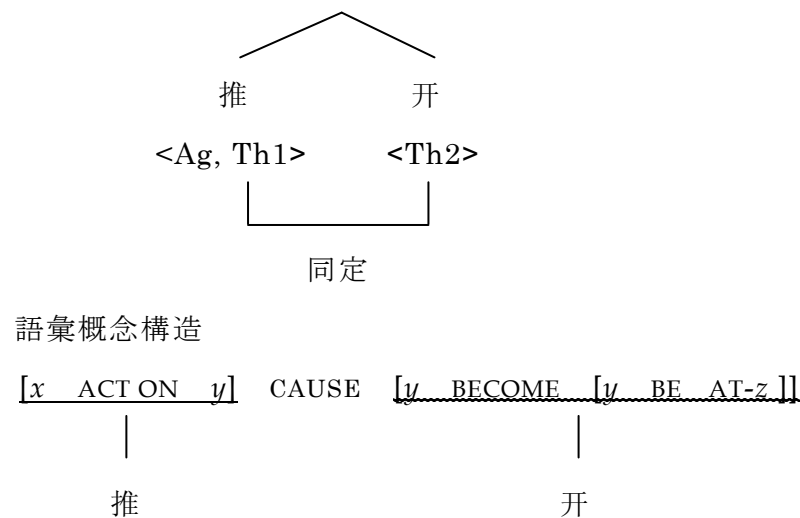 推 开
<Ag, Th1> <Th2>
同定
語彙概念構造
[x ACT ON y] CAUSE [y BECOME [y BE AT-z ]]
推 开